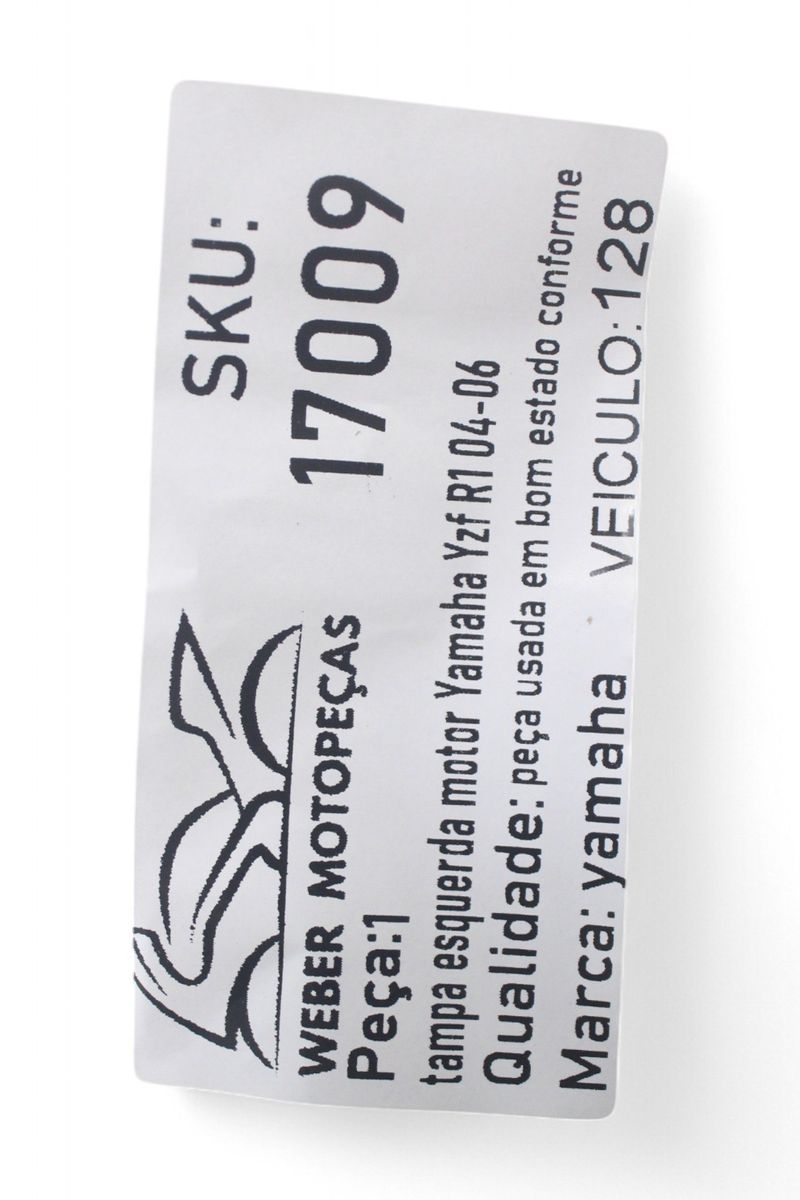 WEBER MOTOPEÇAS
SKU:
17009
Peça:1
tampa esquerda motor Yamaha Yzf R1 04-06
Qualidade: peça usada em bom estado conforme
Marca: yamaha VEICULO: 128